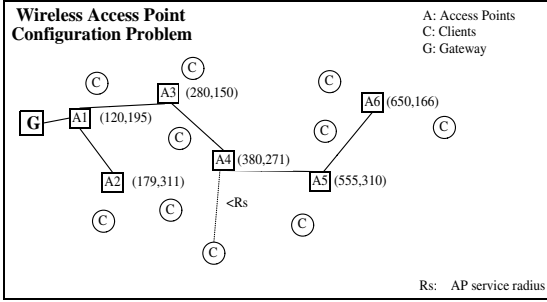 Wireless Access Point
Configuration Problem
A: Access Points
C: Clients
G: Gateway
C
C
C
A3 (280,150)
A6 (650,166)
G
A1 (120,195)
C
C
C
A4 (380,271)
A2 (179,311)
A5 (555,310)
<Rs
C
C
C
C
Rs: AP service radius